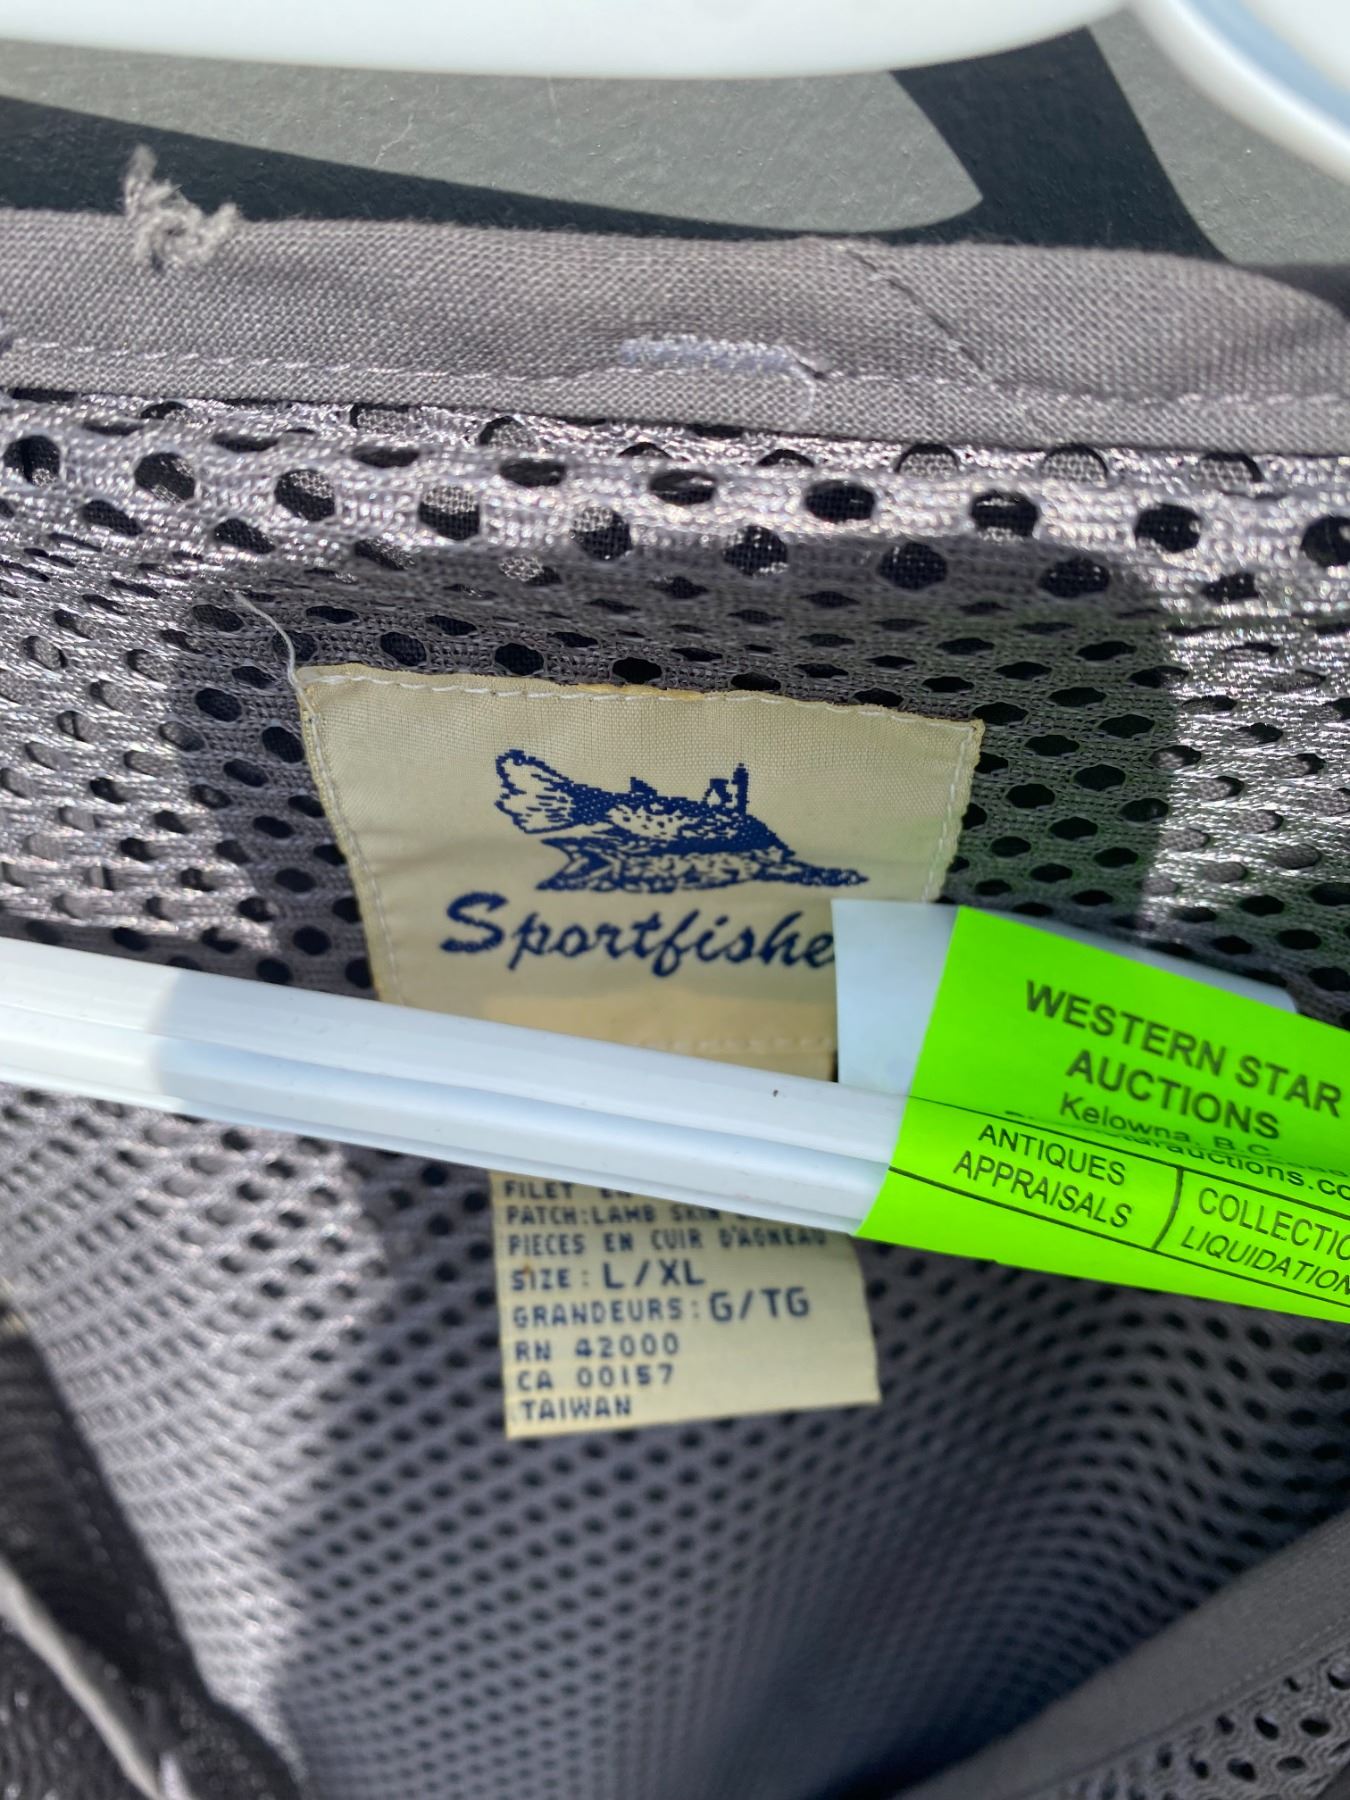 Sportfishe
WESTERN STAR
AUCTIONS
Kelowna, B.C.
ANTIQUES
APPRAISALS
COLLECTIO
LIQUIDATION
FILET
PATCH: LAMB SKIN
PIECES EN CUIR D'AGNEAU
SIZE: L/XL
GRANDEURS: G/TG
RN 42000
CA 00157
TAIWAN